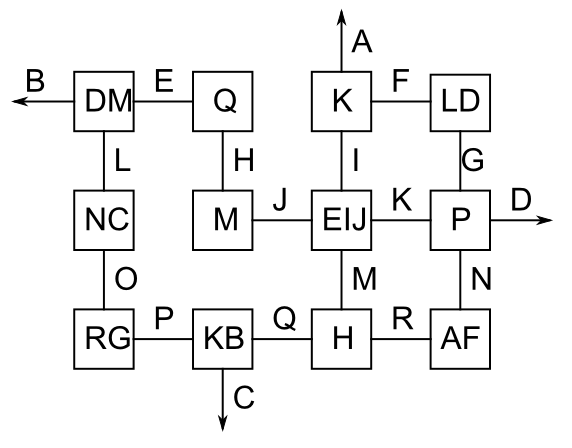 A
B DM E Q K F LD
L H I G
NC M J EIJ K P D
O M N
RG P KB Q H R AF
C